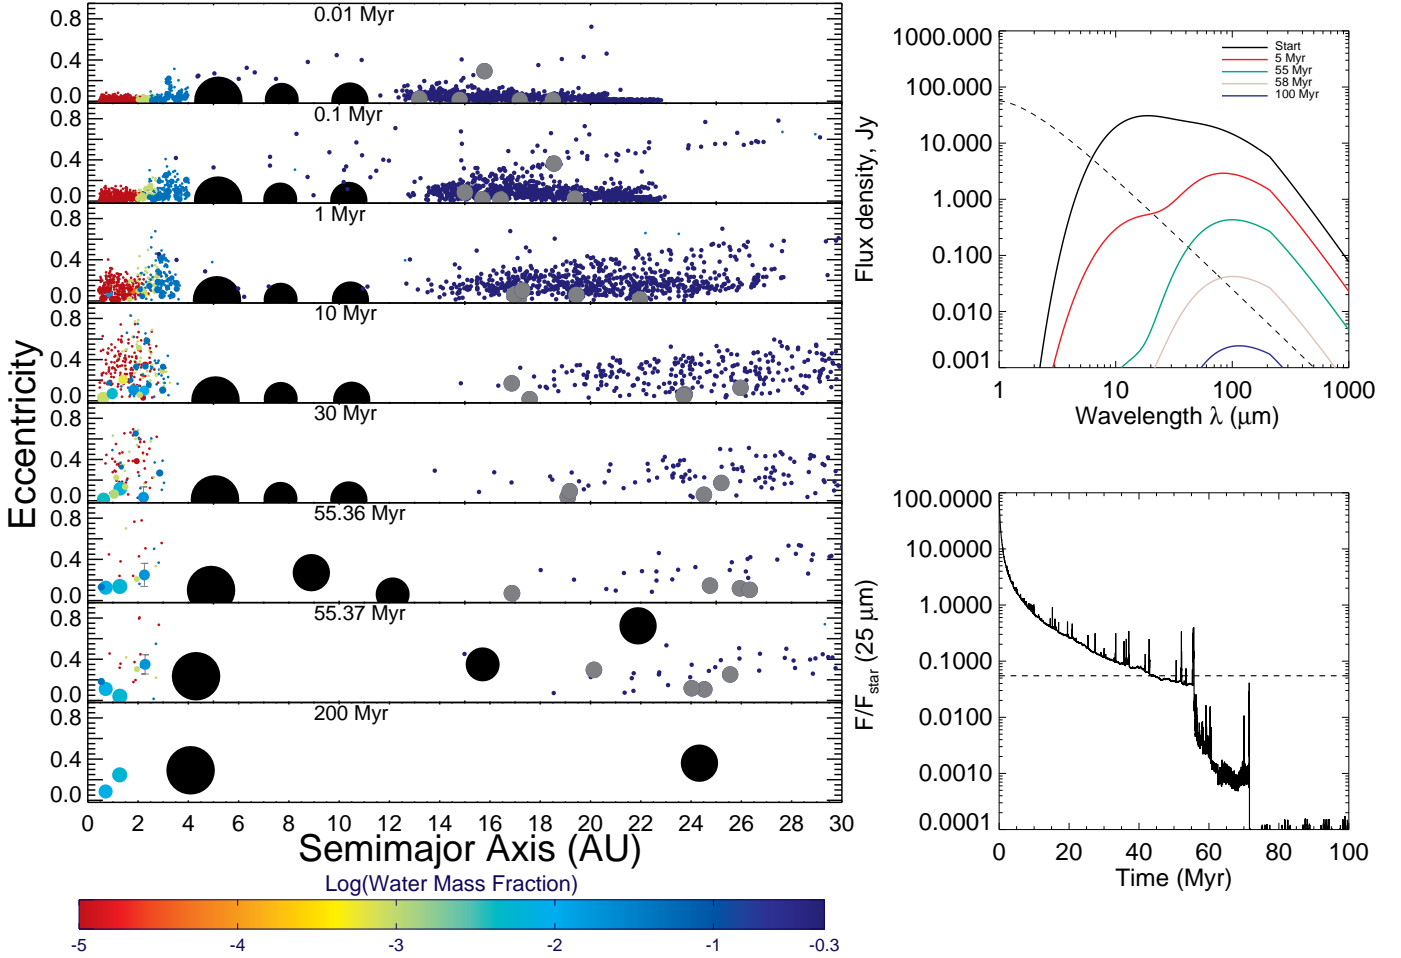 0.01 Myr
0.8
0.4
0.0
0.1 Myr
0.8
0.4
0.0
1 Myr
0.8
0.4
0.0
10 Myr
0.8
0.4
0.0
30 Myr
0.8
0.4
0.0
55.36 Myr
0.8
0.4
0.0
55.37 Myr
0.8
0.4
0.0
200 Myr
0.8
0.4
0.0
Eccentricity
0 2 4 6 8 10 12 14 16 18 20 22 24 26 28 30
Semimajor Axis (AU)
Log(Water Mass Fraction)
-5 -4 -3 -2 -1 -0.3
1000.000
100.000
10.000
1.000
0.100
0.010
0.001
Flux density, Jy
Start
5 Myr
55 Myr
58 Myr
100 Myr
1 10 100 1000
Wavelength λ (μm)
100.0000
10.0000
1.0000
0.1000
0.0100
0.0010
0.0001
F/Fstar (25 μm)
0 20 40 60 80 100
Time (Myr)